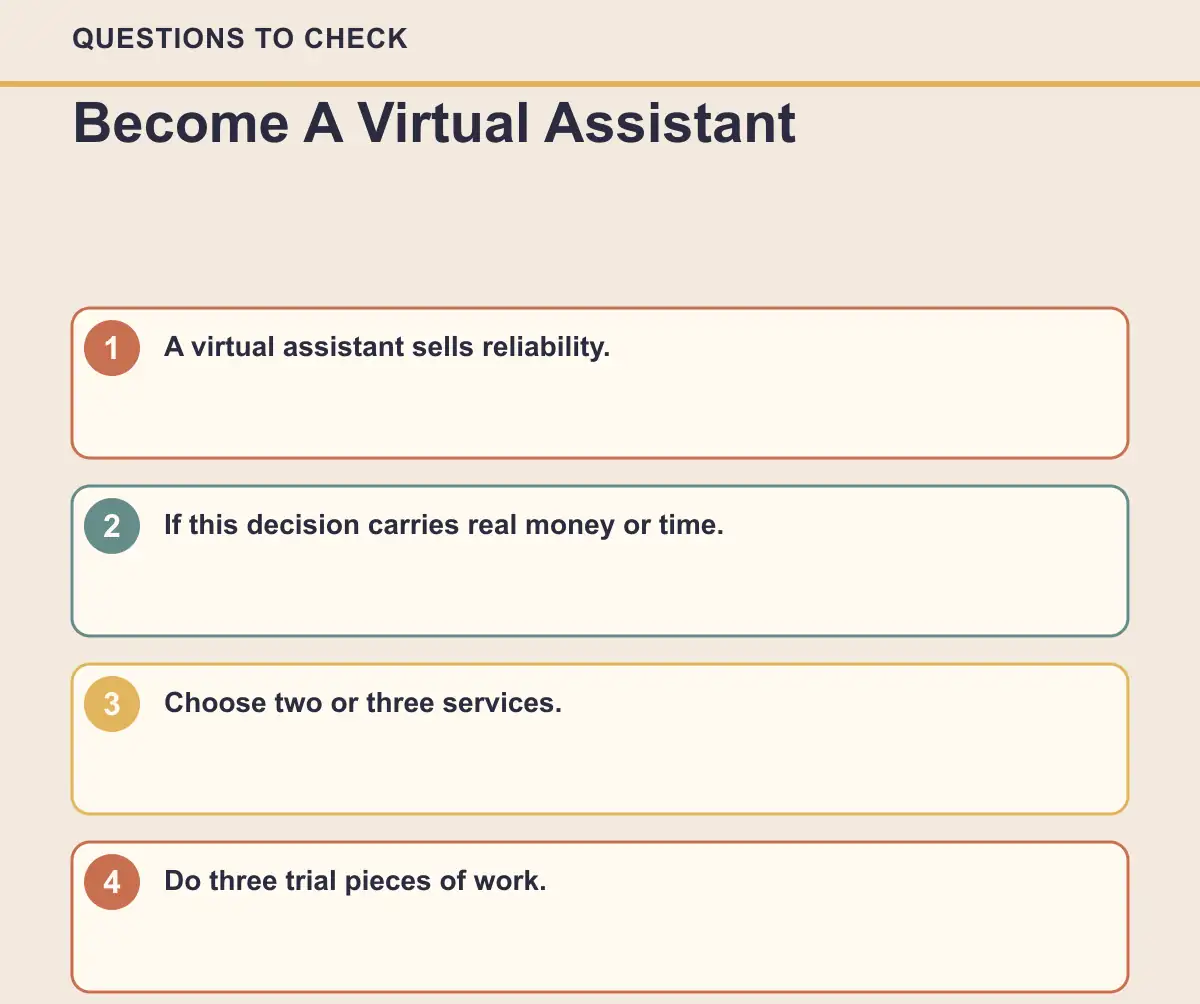 QUESTIONS TO CHECK
Become A Virtual Assistant
1 A virtual assistant sells reliability.
2 If this decision carries real money or time.
3 Choose two or three services.
4 Do three trial pieces of work.